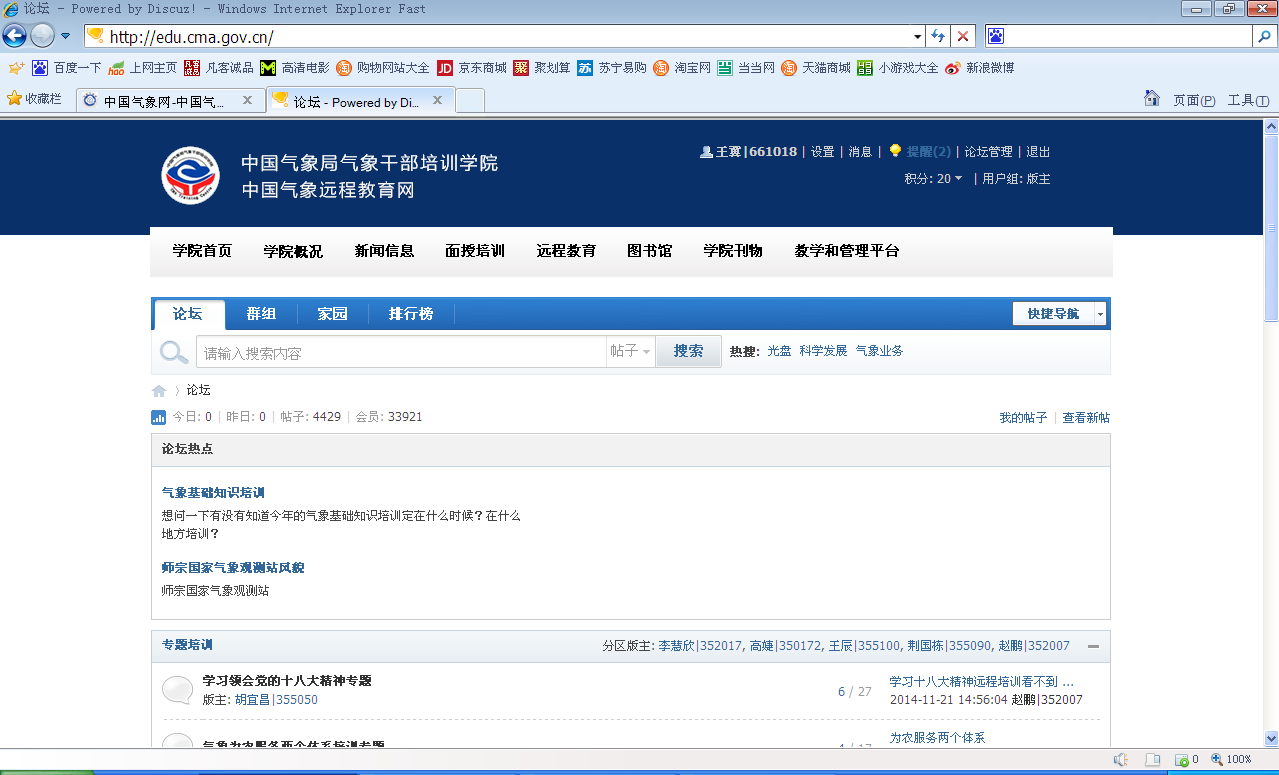 论坛 - Powered by Discuz! - Windows Internet Explorer Fast
http://edu.cma.gov.cn/
百度一下 上网主页 凡客诚品 高清电影 购物网站大全 京东商城 聚划算 苏宁易购 淘宝网 当当网 天猫商城 小游戏大全 新浪微博
收藏栏 中国气象网-中国气... 论坛 - Powered by Di... 页面(P) 工具(T)
中国气象局气象干部培训学院
中国气象远程教育网
王霁|661018 | 设置 | 消息 | 提醒(2) | 论坛管理 | 退出
积分: 20 | 用户组: 版主
学院首页 学院概况 新闻信息 面授培训 远程教育 图书馆 学院刊物 教学和管理平台
论坛 群组 家园 排行榜 快捷导航
请输入搜索内容 帖子 搜索 热搜: 光盘 科学发展 气象业务
论坛
今日: 0 | 昨日: 0 | 帖子: 4429 | 会员: 33921 我的帖子 | 查看新帖
论坛热点
气象基础知识培训
想问一下有没有知道今年的气象基础知识培训定在什么时候？在什么
地方培训？
师宗国家气象观测站风貌
师宗国家气象观测站
专题培训 分区版主: 李慧欣|352017, 高婕|350172, 王辰|355100, 荆国栋|355090, 赵鹏|352007
学习领会党的十八大精神专题
版主: 胡宜昌|355050
6 / 27
学习十八大精神远程培训看不到 ...
2014-11-21 14:56:04 赵鹏|352007
气象为农服务两个体系培训专题
4 / 17
为农服务两个体系
0 100%